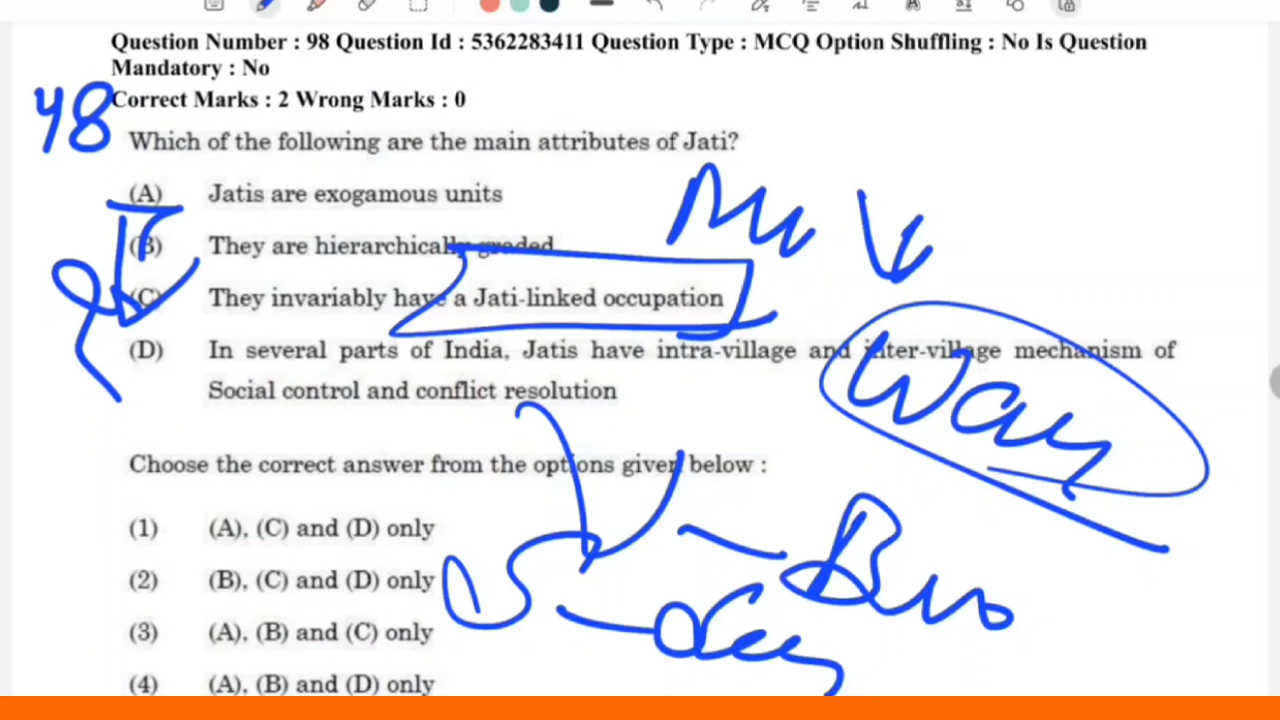 Question Number : 98 Question Id : 5362283411 Question Type : MCQ Option Shuffling : No Is Question
Mandatory : No
Correct Marks : 2 Wrong Marks : 0
48
Which of the following are the main attributes of Jati?
(A) Jatis are exogamous units
(B) They are hierarchically graded
(C) They invariably have a Jati-linked occupation
(D) In several parts of India, Jatis have intra-village and inter-village mechanism of
Social control and conflict resolution
Way
Choose the correct answer from the options given below :
(1) (A), (C) and (D) only
(2) (B), (C) and (D) only
(3) (A), (B) and (C) only
(4) (A), (B) and (D) only